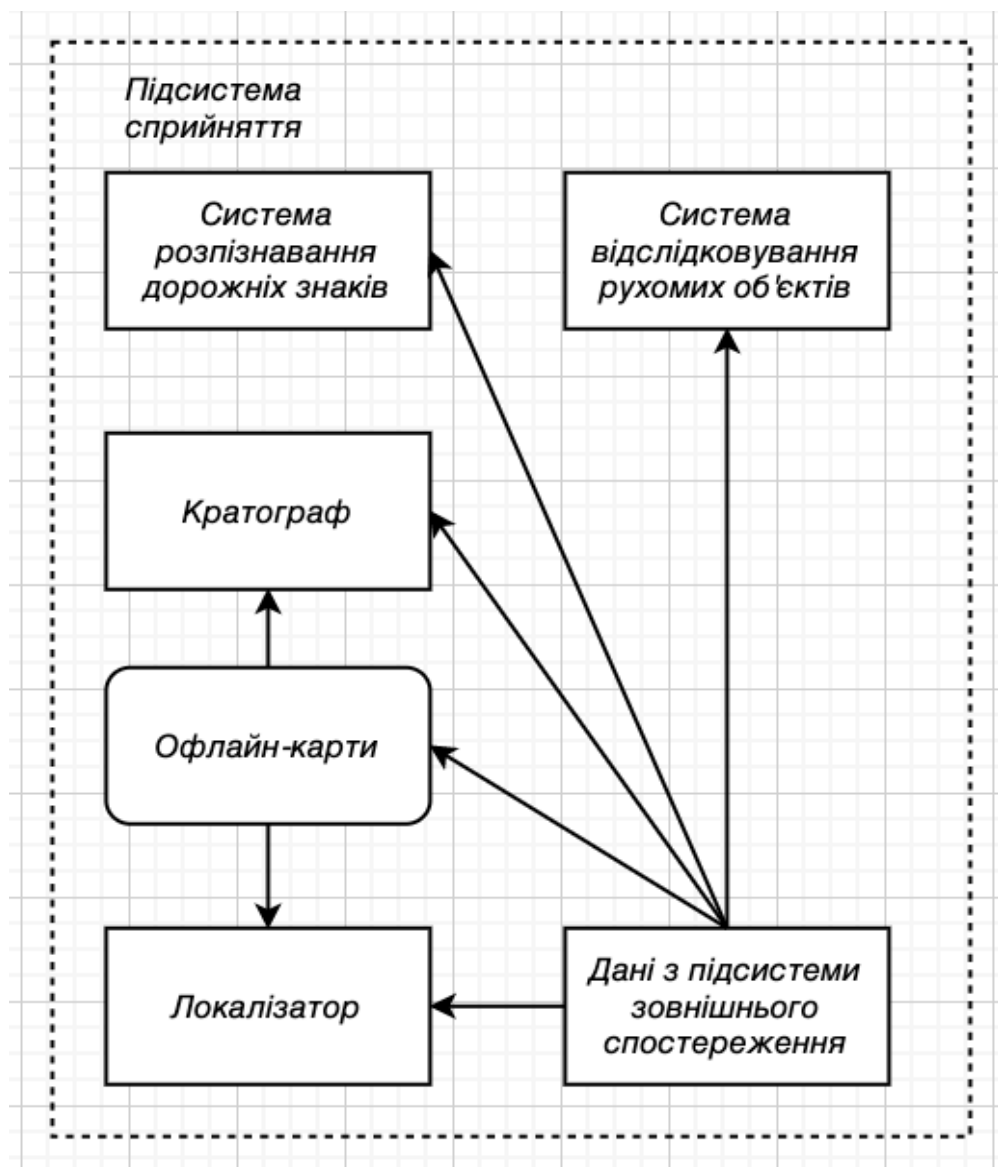 Підсистема
сприйняття
Система
розпізнавання
дорожніх знаків
Система
відслідковування
рухомих об'єктів
Кратограф
Офлайн-карти
Локалізатор
Дані з підсистеми
зовнішнього
спостереження